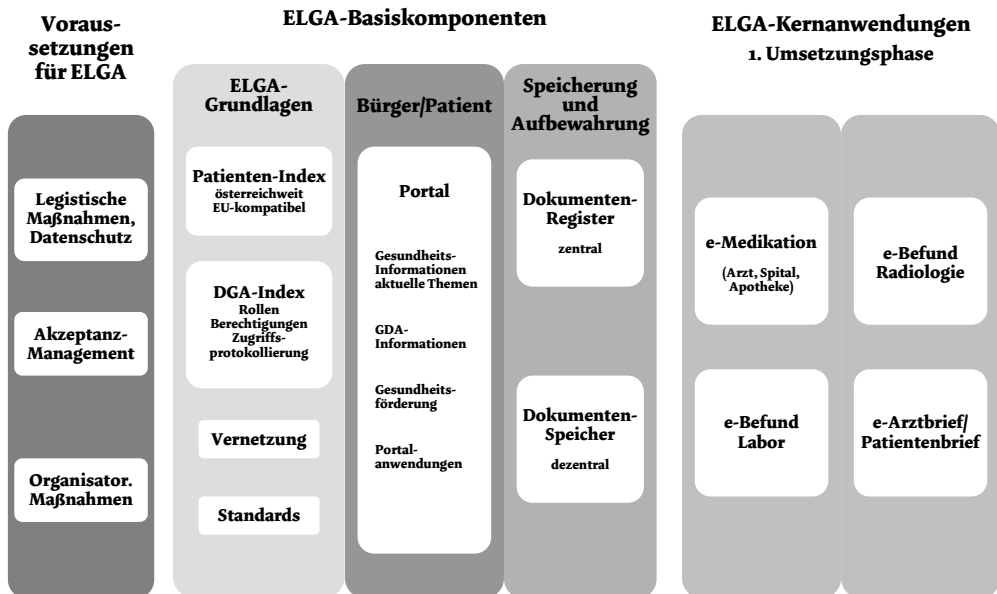 Voraus-
setzungen
für ELGA
Legistische
Maßnahmen,
Datenschutz
Akzeptanz-
Management
Organisator.
Maßnahmen
ELGA-Basiskomponenten
ELGA-
Grundlagen
Patienten-Index
österreichweit
EU-kompatibel
DGA-Index
Rollen
Berechtigungen
Zugriffs-
protokollierung
Vernetzung
Standards
Bürger/Patient
Portal
Gesundheits-
Informationen
aktuelle Themen
GDA-
Informationen
Gesundheits-
förderung
Portal-
anwendungen
Speicherung
und
Aufbewahrung
Dokumenten-
Register
zentral
Dokumenten-
Speicher
dezentral
ELGA-Kernanwendungen
1. Umsetzungsphase
e-Medikation
(Arzt, Spital,
Apotheke)
e-Befund
Labor
e-Befund
Radiologie
e-Arztbrief/
Patientenbrief